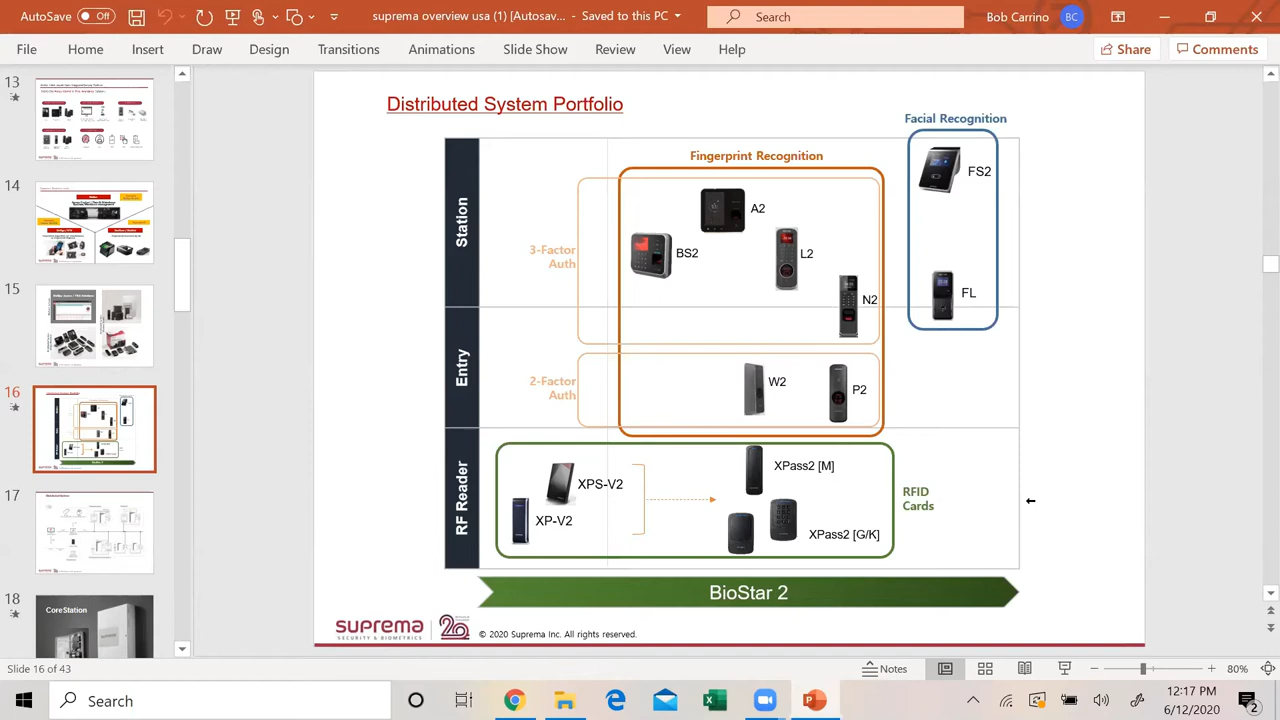 AutoSave Off
suprema overview usa (1) [Autosav... - Saved to this PC
Search
Bob Carrino
BC
File Home Insert Draw Design Transitions Animations Slide Show Review View Help
Share
Comments
13
14
15
16
17
18
CoreStation
Distributed System Portfolio
Facial Recognition
Fingerprint Recognition
Station
3-Factor
Auth
A2
BS2
L2
N2
FS2
FL
Entry
2-Factor
Auth
W2
P2
RF Reader
XPS-V2
XP-V2
XPass2 [M]
XPass2 [G/K]
RFID
Cards
BioStar 2
suprema
SECURITY & BIOMETRICS
20
© 2020 Suprema Inc. All rights reserved.
Slide 16 of 43
Notes
80%
Search
12:17 PM
6/12/2020
2